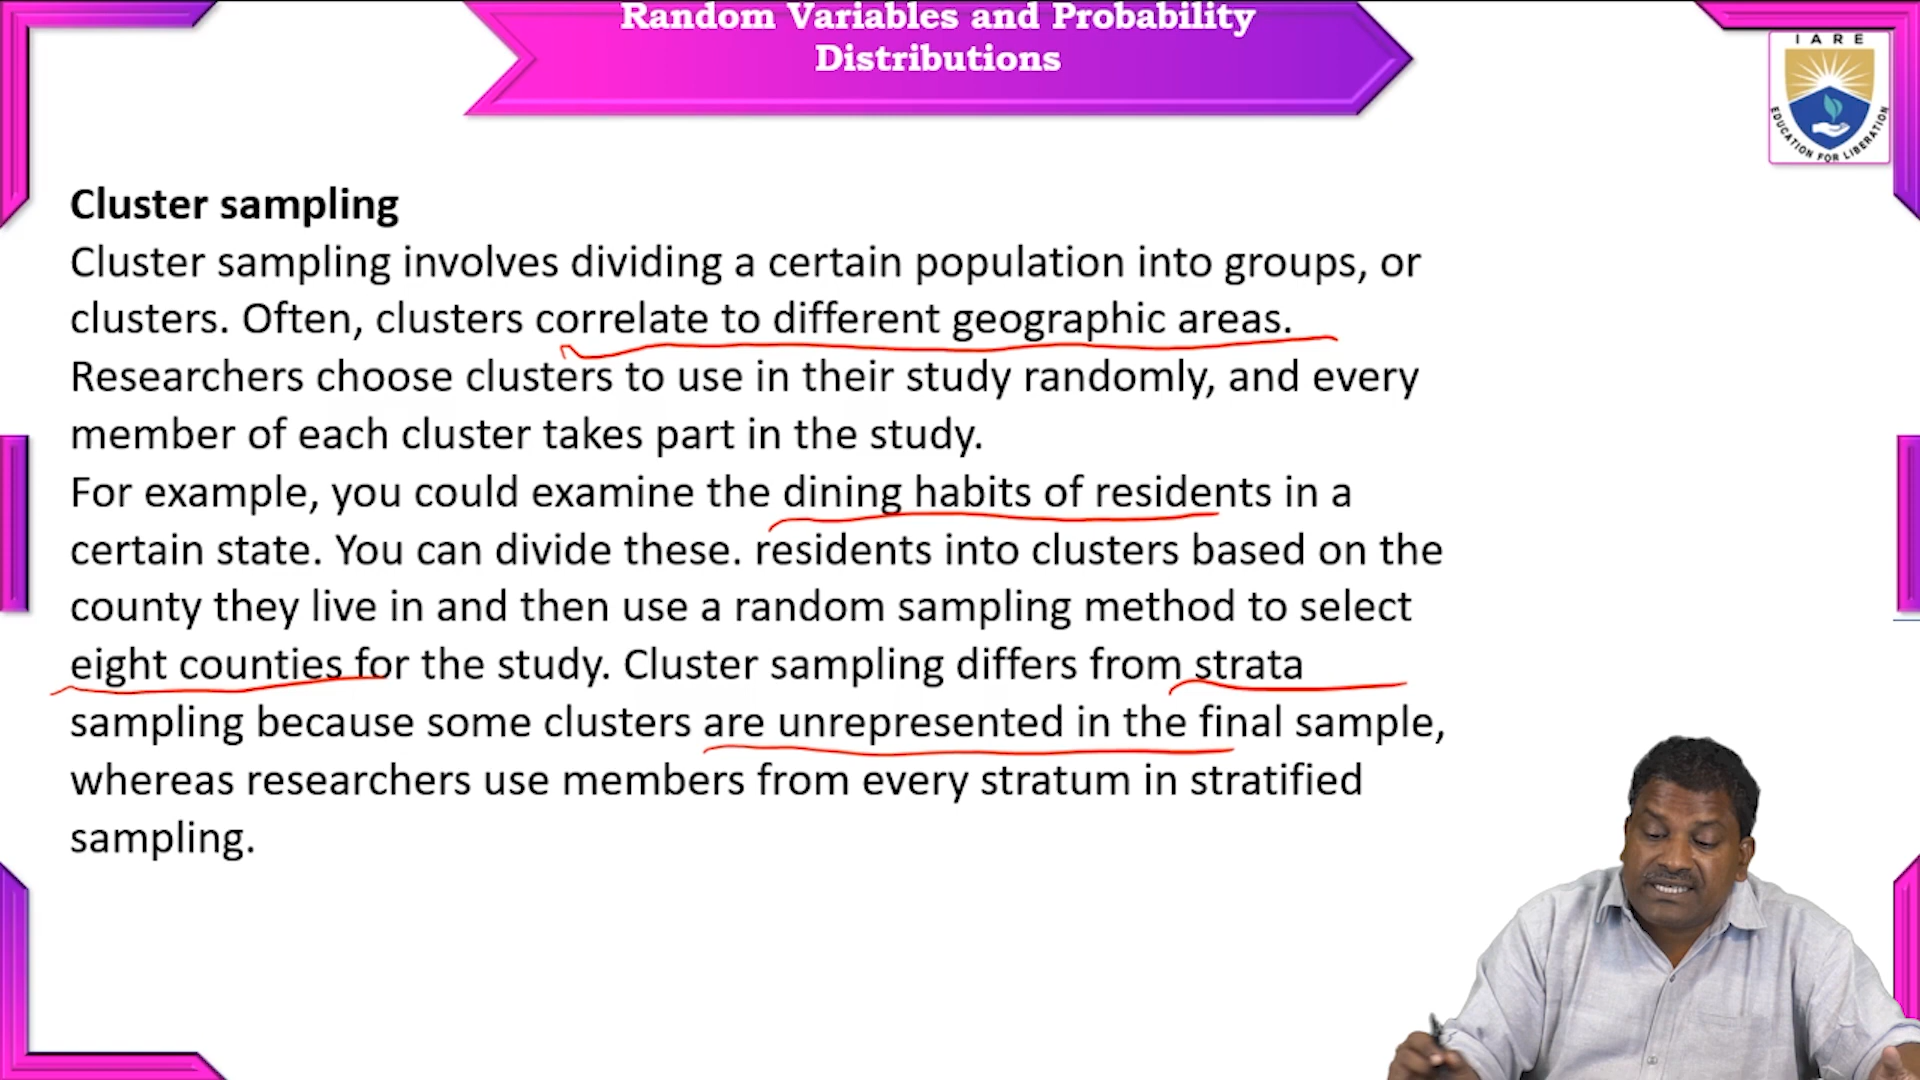 Random Variables and Probability
Distributions
I A R E
EDUCATION FOR LIBERATION
Cluster sampling
Cluster sampling involves dividing a certain population into groups, or
clusters. Often, clusters correlate to different geographic areas.
Researchers choose clusters to use in their study randomly, and every
member of each cluster takes part in the study.
For example, you could examine the dining habits of residents in a
certain state. You can divide these. residents into clusters based on the
county they live in and then use a random sampling method to select
eight counties for the study. Cluster sampling differs from strata
sampling because some clusters are unrepresented in the final sample,
whereas researchers use members from every stratum in stratified
sampling.